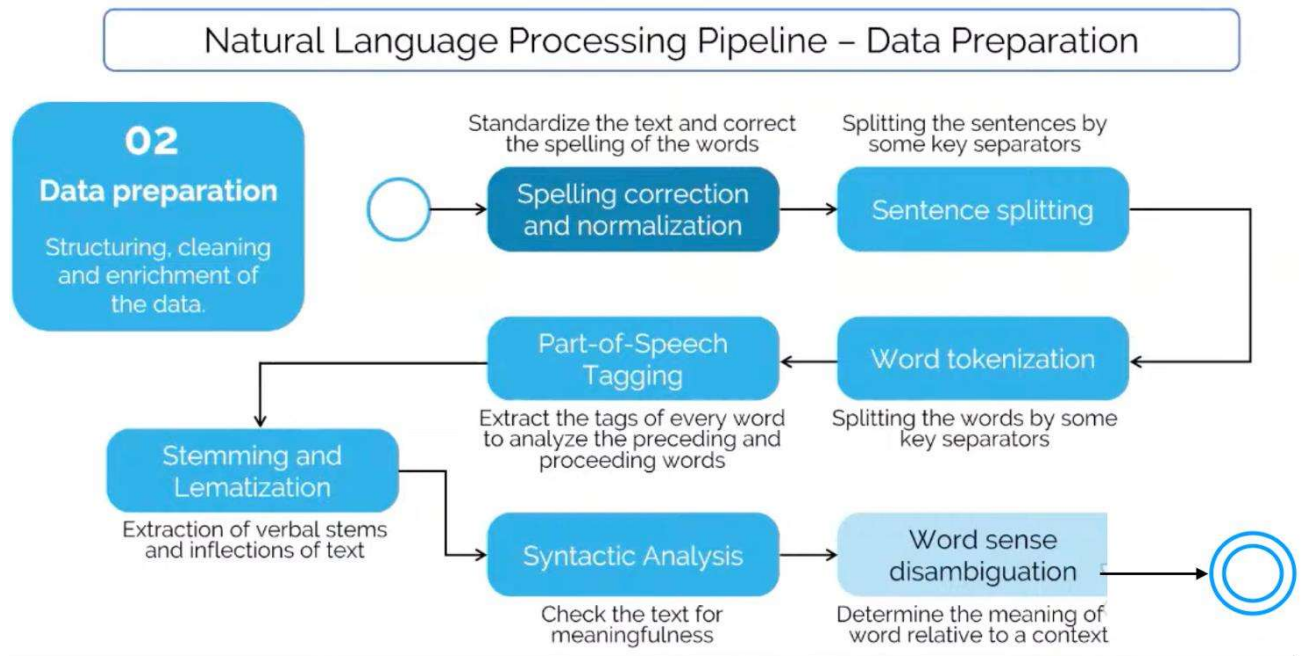 Natural Language Processing Pipeline – Data Preparation
02
Data preparation
Structuring, cleaning
and enrichment of
the data.
Standardize the text and correct
the spelling of the words
Spelling correction
and normalization
Splitting the sentences by
some key separators
Sentence splitting
Word tokenization
Splitting the words by some
key separators
Part-of-Speech
Tagging
Extract the tags of every word
to analyze the preceding and
proceeding words
Stemming and
Lematization
Extraction of verbal stems
and inflections of text
Syntactic Analysis
Check the text for
meaningfulness
Word sense
disambiguation
Determine the meaning of
word relative to a context